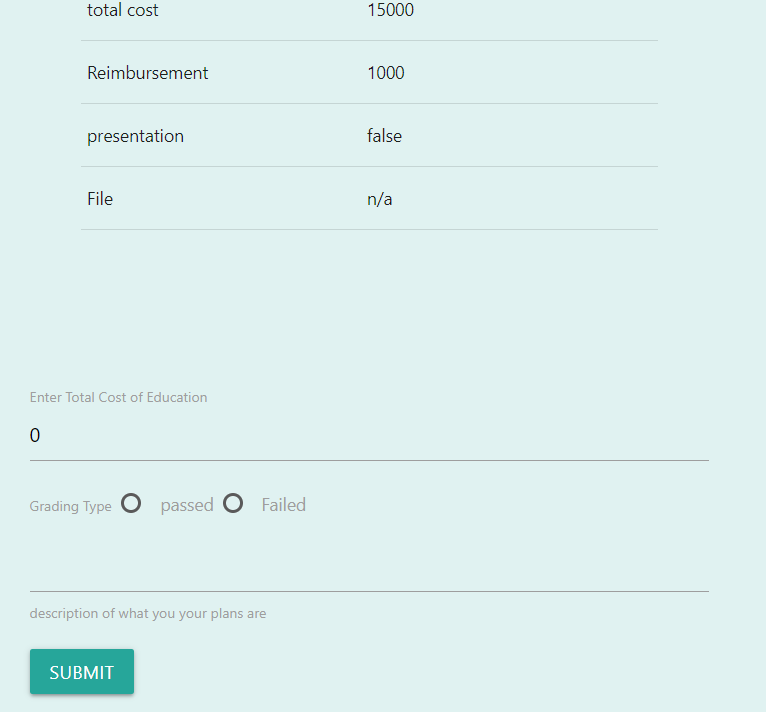 total cost 15000
Reimbursement 1000
presentation false
File n/a
Enter Total Cost of Education
0
Grading Type passed Failed
description of what you your plans are
SUBMIT